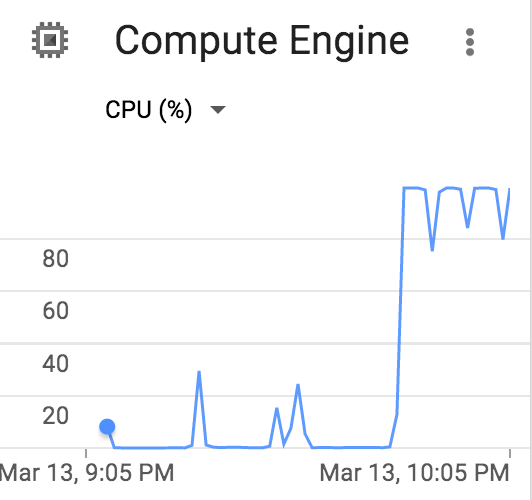 Compute Engine
CPU (%)
80
60
40
20
Mar 13, 9:05 PM Mar 13, 10:05 PM